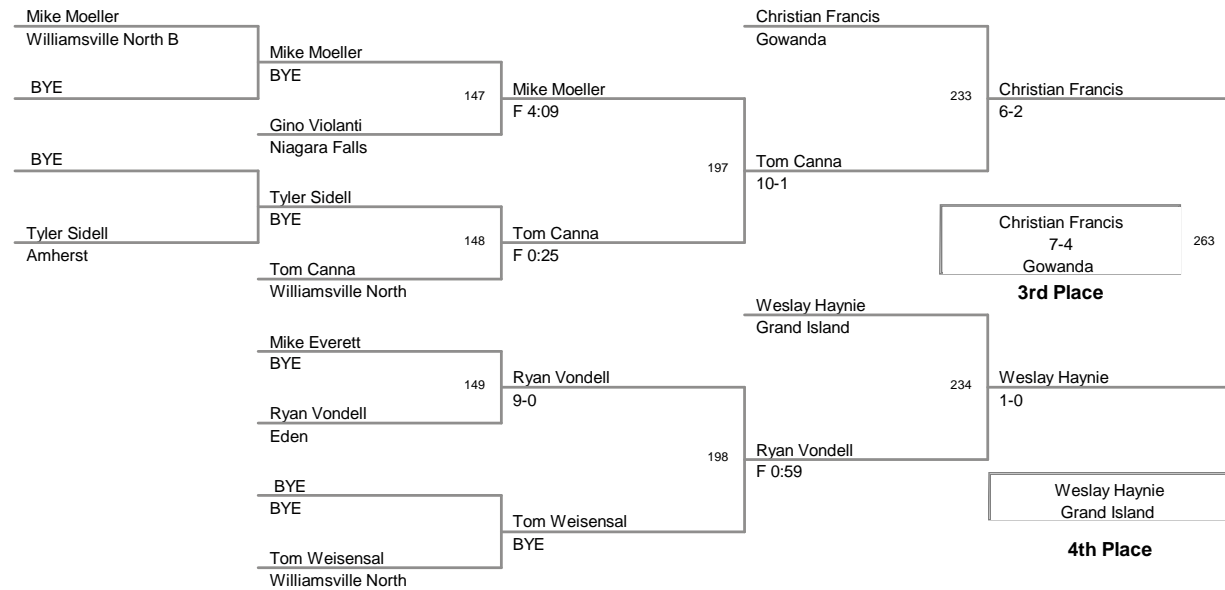 Mike Moeller
Williamsville North B
BYE
BYE
Tyler Sidell
Amherst
Mike Moeller
BYE
147
Gino Violanti
Niagara Falls
Tyler Sidell
BYE
148
Tom Canna
Williamsville North
Mike Everett
BYE
149
Ryan Vondell
Eden
BYE
BYE
Tom Weisensal
Williamsville North
Mike Moeller
F 4:09
197
Tom Canna
F 0:25
Ryan Vondell
9-0
198
Tom Weisensal
BYE
Christian Francis
Gowanda
233
Tom Canna
10-1
Weslay Haynie
Grand Island
234
Ryan Vondell
F 0:59
Christian Francis
6-2
Christian Francis
7-4
Gowanda
263
3rd Place
Weslay Haynie
1-0
Weslay Haynie
Grand Island
4th Place